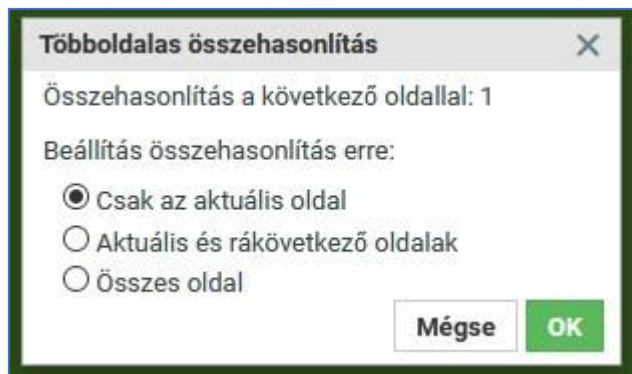 Többoldalas összehasonlítás
Összehasonlítás a következő oldallal: 1
Beállítás összehasonlítás erre:
Csak az aktuális oldal
Aktuális és rákövetkező oldalak
Összes oldal
Mégse OK